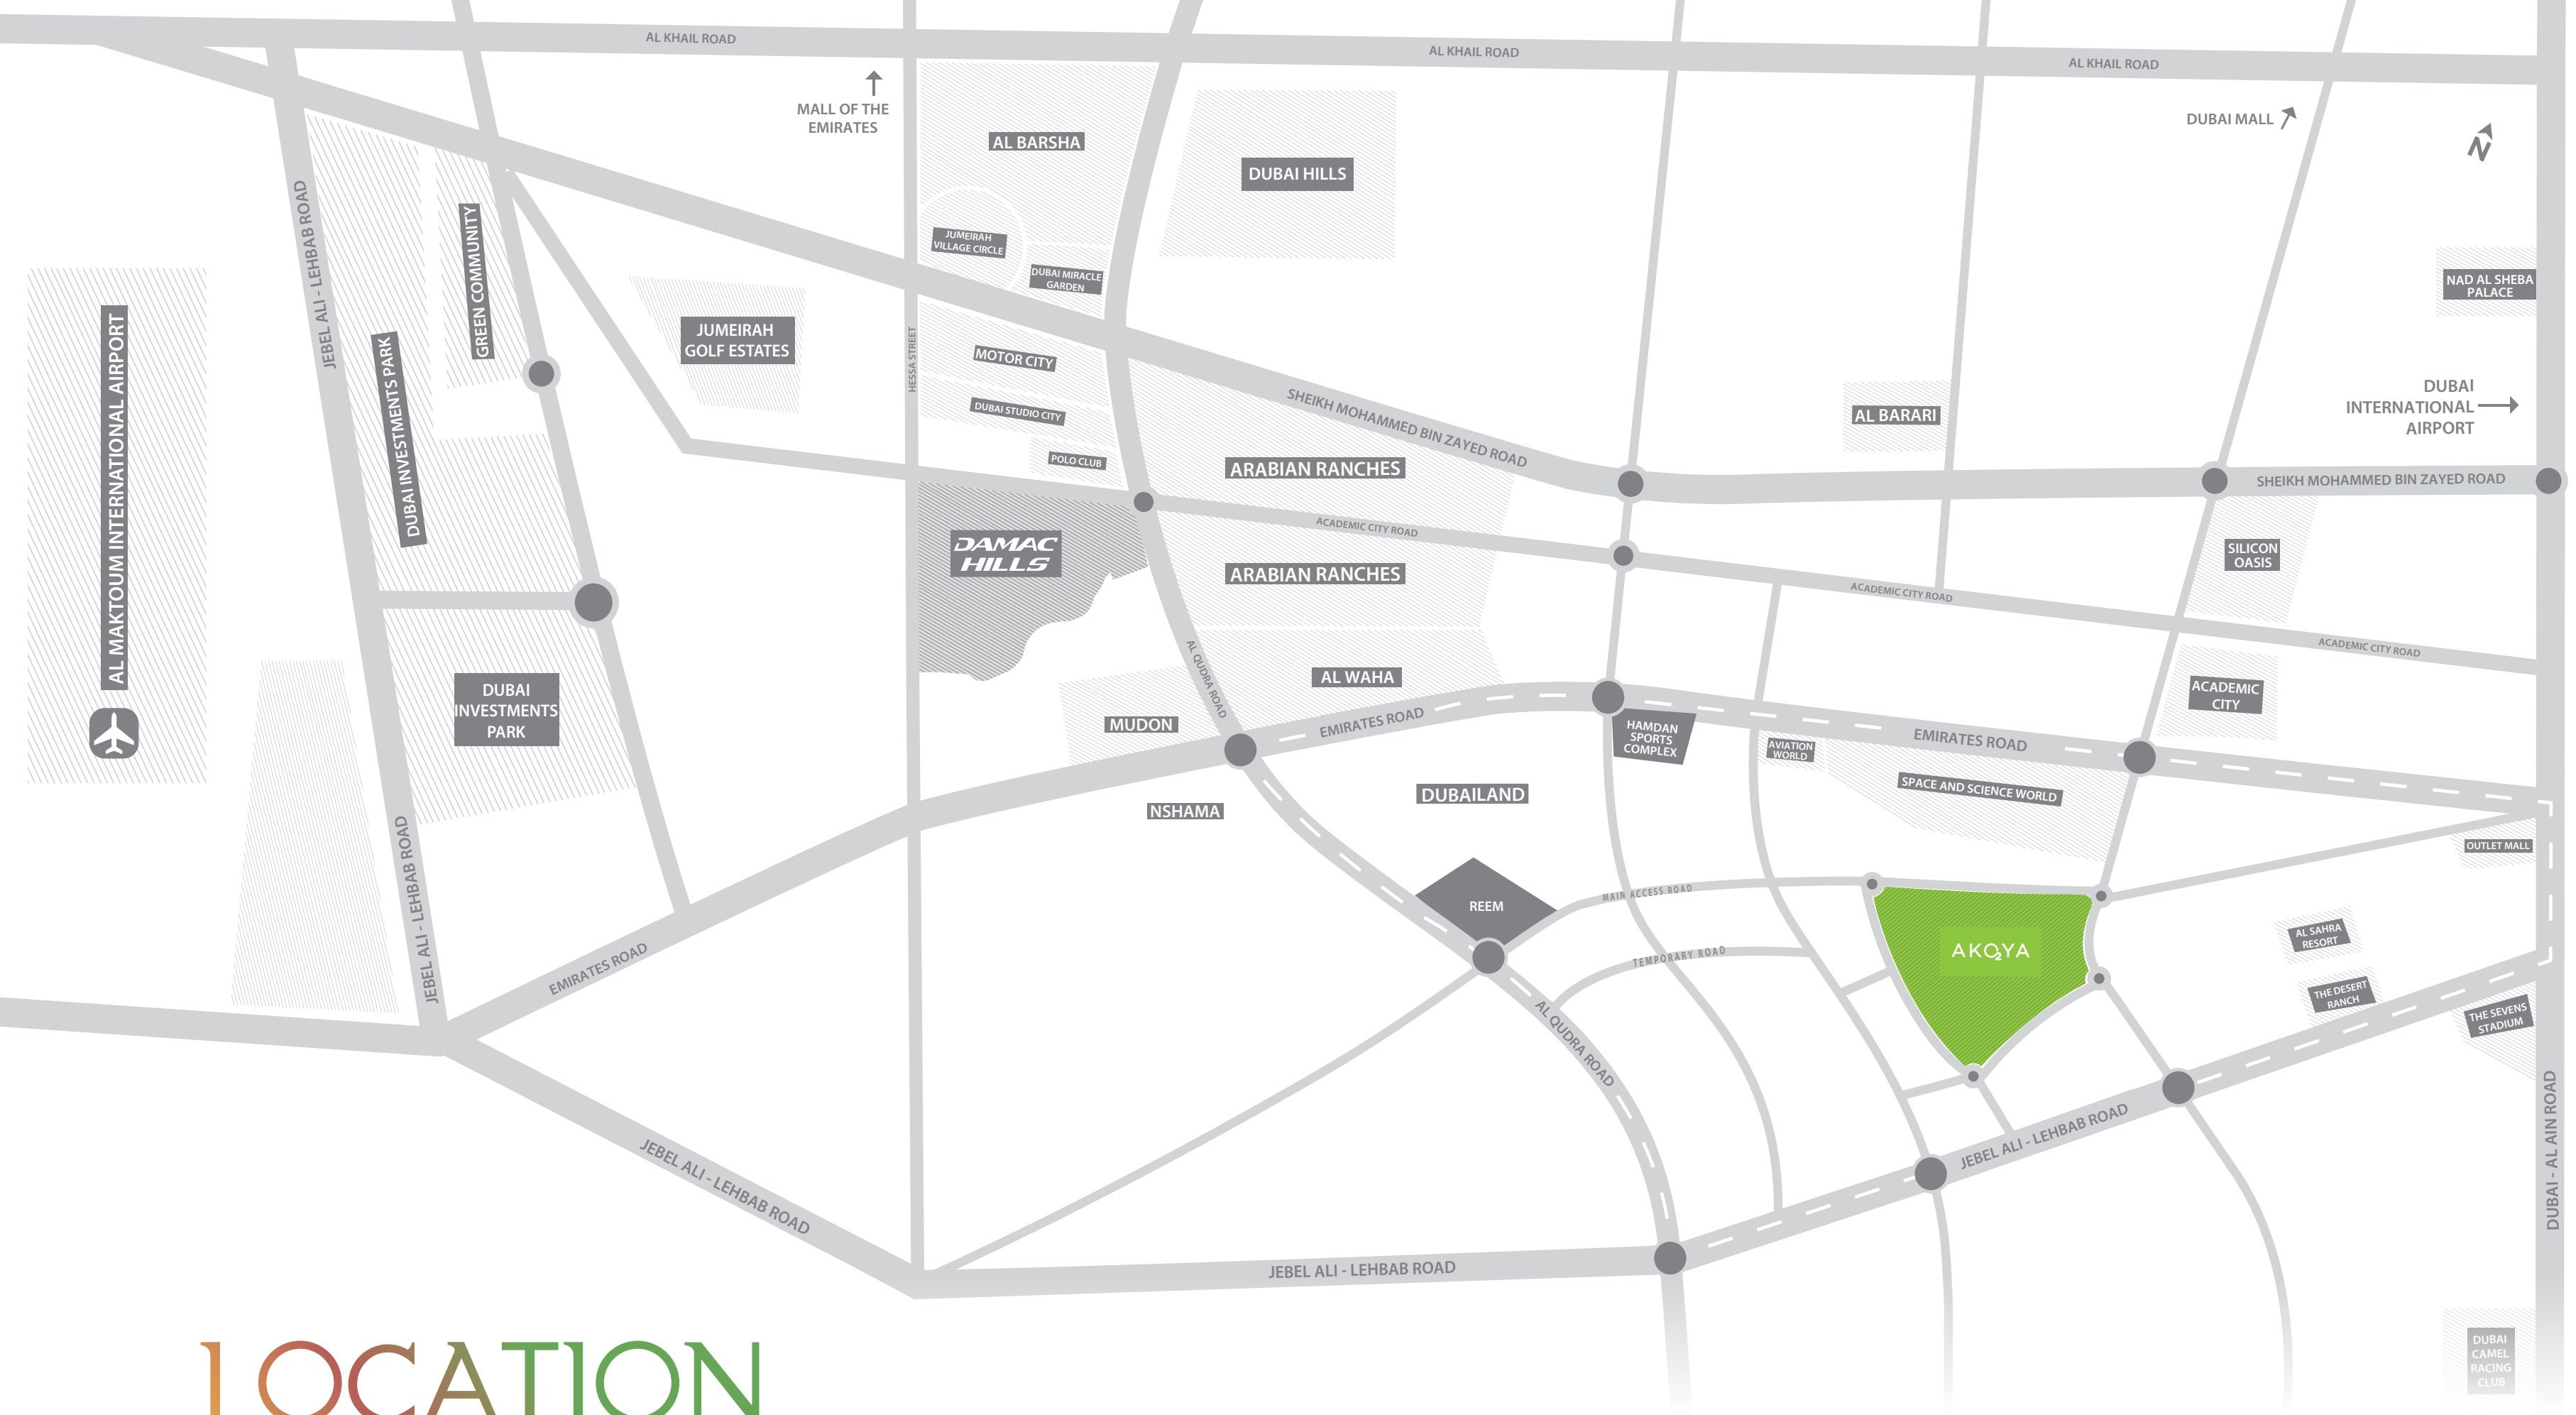 AL KHAIL ROAD
AL KHAIL ROAD
AL KHAIL ROAD
MALL OF THE
EMIRATES
DUBAI MALL
N
AL BARSHA
DUBAI HILLS
JUMEIRAH
VILLAGE CIRCLE
DUBAI MIRACLE
GARDEN
NAD AL SHEBA
PALACE
JEBEL ALI - LEHBAB ROAD
GREEN COMMUNITY
DUBAI INVESTMENTS PARK
AL MAKTOUM INTERNATIONAL AIRPORT
JUMEIRAH
GOLF ESTATES
HESSA STREET
MOTOR CITY
DUBAI STUDIO CITY
POLO CLUB
SHEIKH MOHAMMED BIN ZAYED ROAD
ARABIAN RANCHES
AL BARARI
DUBAI
INTERNATIONAL
AIRPORT
SHEIKH MOHAMMED BIN ZAYED ROAD
ACADEMIC CITY ROAD
DAMAC
HILLS
ARABIAN RANCHES
SILICON
OASIS
ACADEMIC CITY ROAD
ACADEMIC CITY ROAD
AL QUDRA ROAD
AL WAHA
ACADEMIC
CITY
DUBAI
INVESTMENTS
PARK
MUDON
EMIRATES ROAD
HAMDAN
SPORTS
COMPLEX
AVIATION
WORLD
EMIRATES ROAD
SPACE AND SCIENCE WORLD
NSHAMA
DUBAILAND
OUTLET MALL
JEBEL ALI - LEHBAB ROAD
REEM
MAIN ACCESS ROAD
TEMPORARY ROAD
AKO2YA
AL SAHRA
RESORT
THE DESERT
RANCH
THE SEVENS
STADIUM
EMIRATES ROAD
AL QUDRA ROAD
JEBEL ALI - LEHBAB ROAD
JEBEL ALI - LEHBAB ROAD
JEBEL ALI - LEHBAB ROAD
DUBAI - AL AIN ROAD
DUBAI
CAMEL
RACING
CLUB
LOCATION